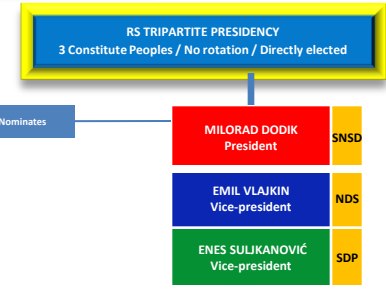 RS TRIPARTITE PRESIDENCY
3 Constitute Peoples / No rotation / Directly elected
Nominates
MILORAD DODIK
President
SNSD
EMIL VLAJKIN
Vice-president
NDS
ENES SULJKANOVIĆ
Vice-president
SDP